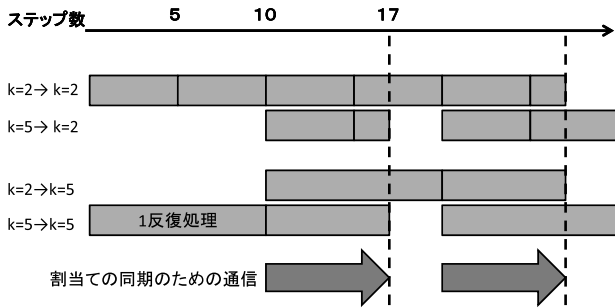 ステップ数 5 10 17
k=2→ k=2
k=5→ k=2
k=2→k=5
k=5→k=5 1反復処理
割当ての同期のための通信